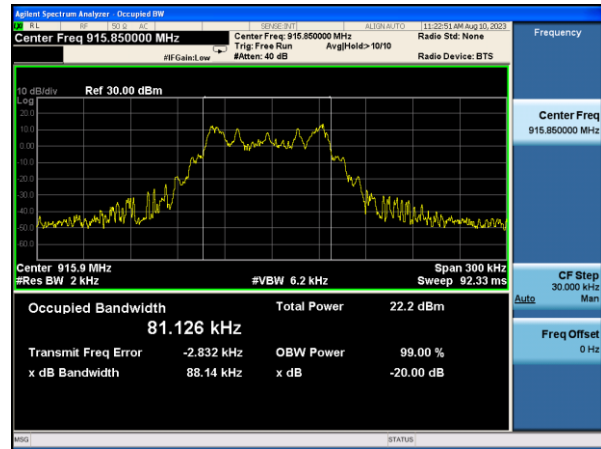 Agilent Spectrum Analyzer - Occupied BW
RL RF 50 Ω AC SENSE:INT ALIGN AUTO 11:22:51 AM Aug 10, 2023
Center Freq 915.850000 MHz Center Freq: 915.850000 MHz Radio Std: None Frequency
Trig: Free Run Avg|Hold:> 10/10
#IFGain:Low #Atten: 40 dB Radio Device: BTS
10 dB/div Ref 30.00 dBm
Log
20.0
10.0
0.00
-10.0
-20.0
-30.0
-40.0
-50.0
-60.0
Center Freq
915.850000 MHz
Center 915.9 MHz Span 300 kHz
#Res BW 2 kHz #VBW 6.2 kHz Sweep 92.33 ms
CF Step
30.000 kHz
Auto Man
Occupied Bandwidth Total Power 22.2 dBm
81.126 kHz
Transmit Freq Error -2.832 kHz OBW Power 99.00 %
x dB Bandwidth 88.14 kHz x dB -20.00 dB
Freq Offset
0 Hz
MSG STATUS